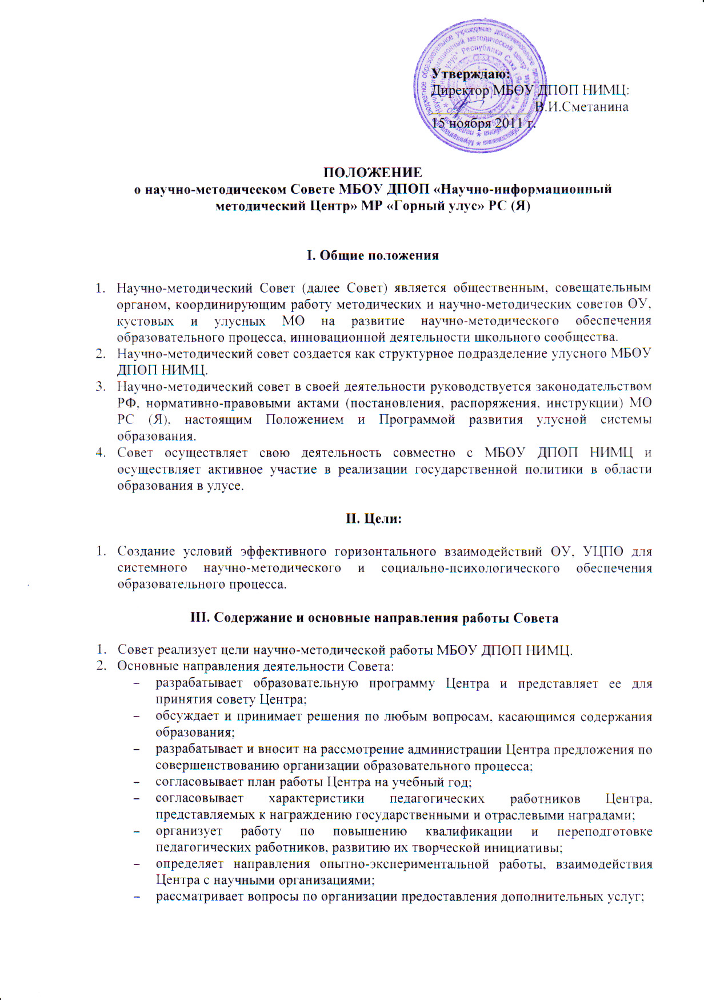 Утверждаю:
Директор МБОУ ДПОП НИМЦ:
В.И.Сметанина
15 ноября 2011 г.
ПОЛОЖЕНИЕ
о научно-методическом Совете МБОУ ДПОП «Научно-информационный
методический Центр» МР «Горный улус» РС (Я)
I. Общие положения
1. Научно-методический Совет (далее Совет) является общественным, совещательным
органом, координирующим работу методических и научно-методических советов ОУ,
кустовых и улусных МО на развитие научно-методического обеспечения
образовательного процесса, инновационной деятельности школьного сообщества.
2. Научно-методический совет создается как структурное подразделение улусного МБОУ
ДПОП НИМЦ.
3. Научно-методический совет в своей деятельности руководствуется законодательством
РФ, нормативно-правовыми актами (постановления, распоряжения, инструкции) МО
РС (Я), настоящим Положением и Программой развития улусной системы
образования.
4. Совет осуществляет свою деятельность совместно с МБОУ ДПОП НИМЦ и
осуществляет активное участие в реализации государственной политики в области
образования в улусе.
II. Цели:
1. Создание условий эффективного горизонтального взаимодействий ОУ, УЦПО для
системного научно-методического и социально-психологического обеспечения
образовательного процесса.
III. Содержание и основные направления работы Совета
1. Совет реализует цели научно-методической работы МБОУ ДПОП НИМЦ.
2. Основные направления деятельности Совета:
– разрабатывает образовательную программу Центра и представляет ее для
принятия совету Центра;
– обсуждает и принимает решения по любым вопросам, касающимся содержания
образования;
– разрабатывает и вносит на рассмотрение администрации Центра предложения по
совершенствованию организации образовательного процесса;
– согласовывает план работы Центра на учебный год;
– согласовывает характеристики педагогических работников Центра,
представляемых к награждению государственными и отраслевыми наградами;
– организует работу по повышению квалификации и переподготовке
педагогических работников, развитию их творческой инициативы;
– определяет направления опытно-экспериментальной работы, взаимодействия
Центра с научными организациями;
– рассматривает вопросы по организации предоставления дополнительных услуг;